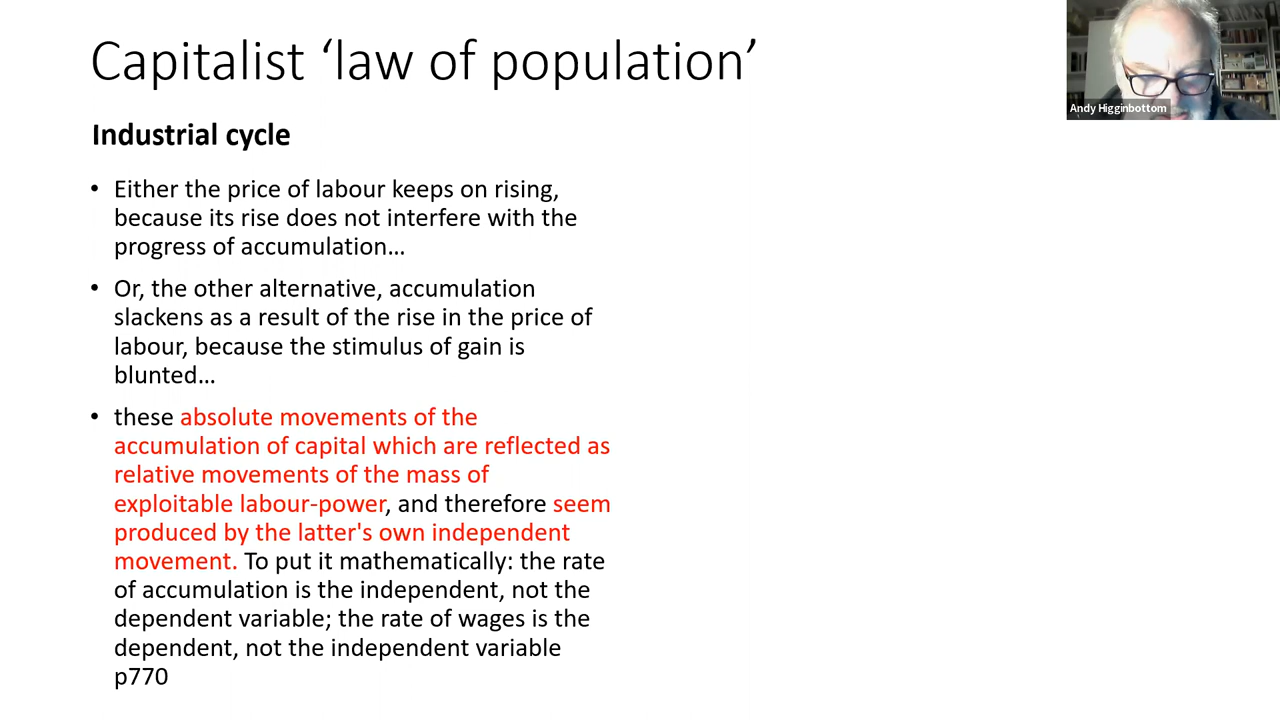 Capitalist ‘law of population’
Andy Higginbottom
Industrial cycle
• Either the price of labour keeps on rising,
because its rise does not interfere with the
progress of accumulation…
• Or, the other alternative, accumulation
slackens as a result of the rise in the price of
labour, because the stimulus of gain is
blunted…
• these absolute movements of the
accumulation of capital which are reflected as
relative movements of the mass of
exploitable labour-power, and therefore seem
produced by the latter's own independent
movement. To put it mathematically: the rate
of accumulation is the independent, not the
dependent variable; the rate of wages is the
dependent, not the independent variable
p770